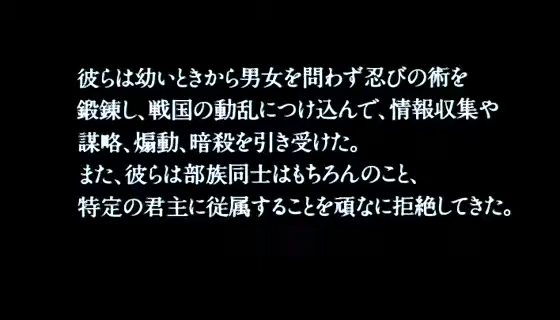 彼らは幼いときから男女を問わず忍びの術を
鍛錬し、戦国の動乱につけ込んで、情報収集や
謀略、煽動、暗殺を引き受けた。
また、彼らは部族同士はもちろんのこと、
特定の君主に従属することを頑なに拒絶してきた。